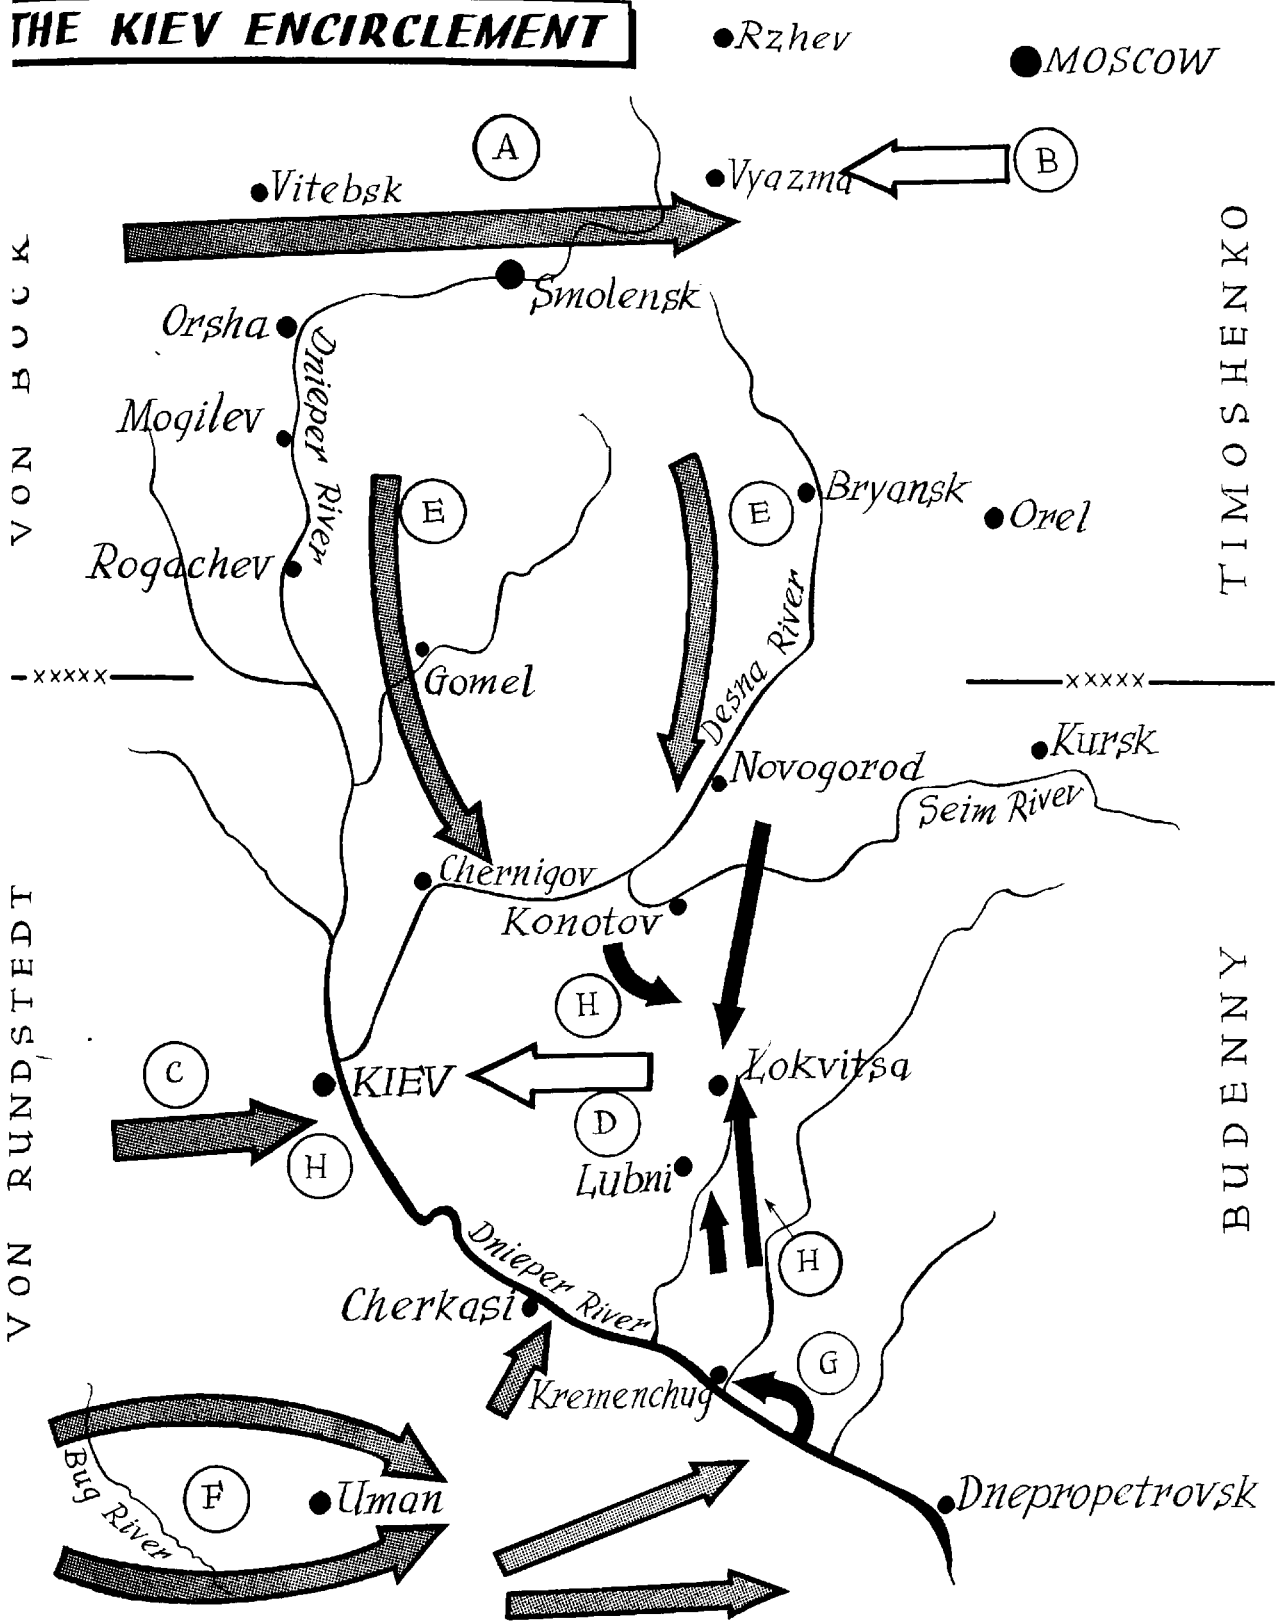 THE KIEV ENCIRCLEMENT
Rzhev
MOSCOW
A
B
Vitebsk
Vyazma
VON BOCK
TIMOSHENKO
Smolensk
Orsha
Dnieper River
Mogilev
E
E
Bryansk
Orel
Rogachev
Desna River
Gomel
xxxxx
xxxxx
Kursk
Novogorod
Seim River
Chernigov
Konotov
VON RUNDSTEDT
BUDENNY
H
C
KIEV
Lokvitsa
D
H
Lubni
Dnieper River
H
Cherkasi
G
Kremenchug
Bug River
F
Uman
Dnepropetrovsk